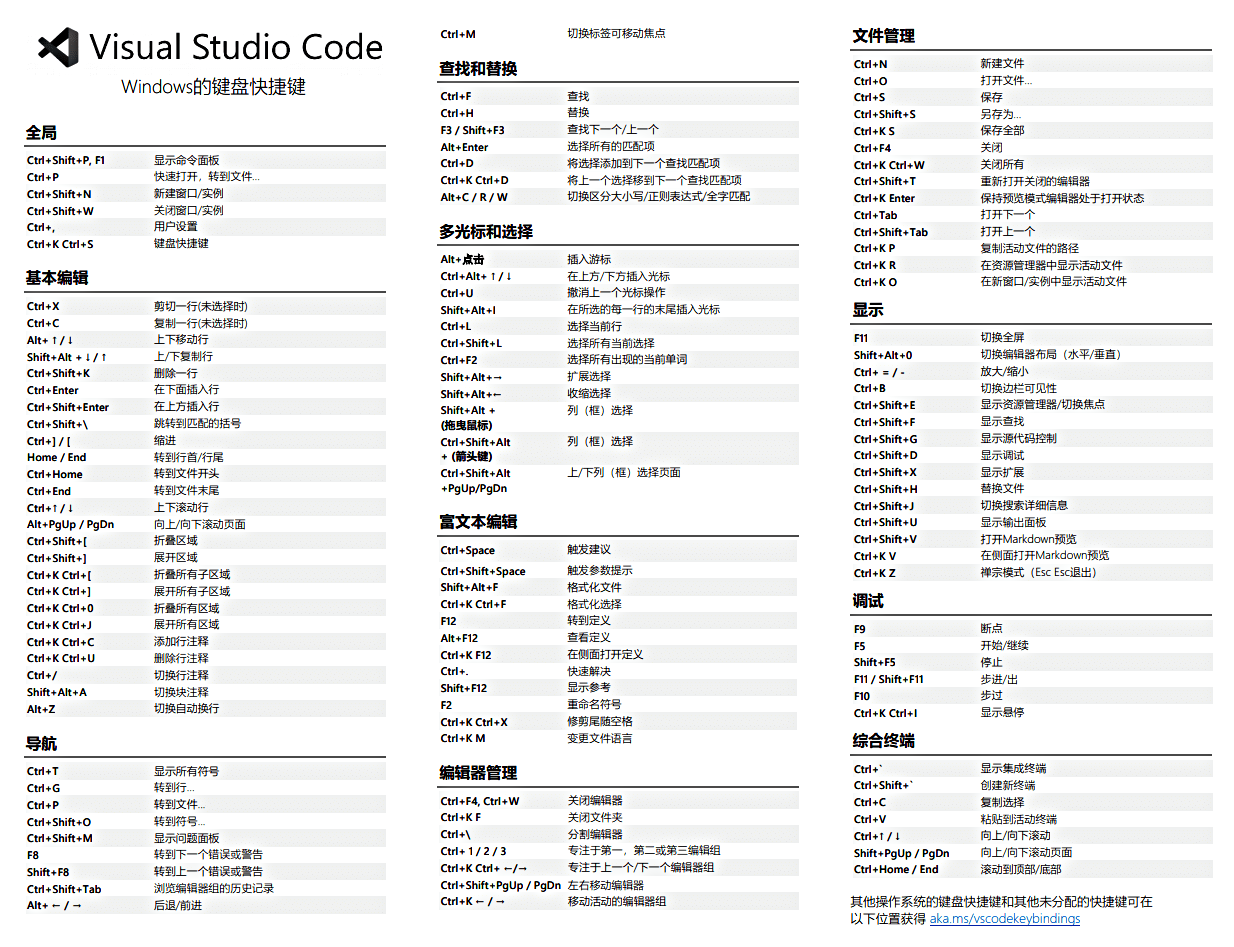 Visual Studio Code
Windows的键盘快捷键
全局
Ctrl+Shift+P, F1 显示命令面板
Ctrl+P 快速打开，转到文件...
Ctrl+Shift+N 新建窗口/实例
Ctrl+Shift+W 关闭窗口/实例
Ctrl+, 用户设置
Ctrl+K Ctrl+S 键盘快捷键
基本编辑
Ctrl+X 剪切一行(未选择时)
Ctrl+C 复制一行(未选择时)
Alt+ ↑ / ↓ 上下移动行
Shift+Alt + ↓ / ↑ 上/下复制行
Ctrl+Shift+K 删除一行
Ctrl+Enter 在下面插入行
Ctrl+Shift+Enter 在上方插入行
Ctrl+Shift+\ 跳转到匹配的括号
Ctrl+] / [ 缩进
Home / End 转到行首/行尾
Ctrl+Home 转到文件开头
Ctrl+End 转到文件末尾
Ctrl+↑ / ↓ 上下滚动行
Alt+PgUp / PgDn 向上/向下滚动页面
Ctrl+Shift+[ 折叠区域
Ctrl+Shift+] 展开区域
Ctrl+K Ctrl+[ 折叠所有子区域
Ctrl+K Ctrl+] 展开所有子区域
Ctrl+K Ctrl+0 折叠所有区域
Ctrl+K Ctrl+J 展开所有区域
Ctrl+K Ctrl+C 添加行注释
Ctrl+K Ctrl+U 删除行注释
Ctrl+/ 切换行注释
Shift+Alt+A 切换块注释
Alt+Z 切换自动换行
导航
Ctrl+T 显示所有符号
Ctrl+G 转到行...
Ctrl+P 转到文件...
Ctrl+Shift+O 转到符号...
Ctrl+Shift+M 显示问题面板
F8 转到下一个错误或警告
Shift+F8 转到上一个错误或警告
Ctrl+Shift+Tab 浏览编辑器组的历史记录
Alt+ ← / → 后退/前进
Ctrl+M 切换标签可移动焦点
查找和替换
Ctrl+F 查找
Ctrl+H 替换
F3 / Shift+F3 查找下一个/上一个
Alt+Enter 选择所有的匹配项
Ctrl+D 将选择添加到下一个查找匹配项
Ctrl+K Ctrl+D 将上一个选择移到下一个查找匹配项
Alt+C / R / W 切换区分大小写/正则表达式/全字匹配
多光标和选择
Alt+点击 插入游标
Ctrl+Alt+ ↑ / ↓ 在上方/下方插入光标
Ctrl+U 撤消上一个光标操作
Shift+Alt+I 在所选的每一行的末尾插入光标
Ctrl+L 选择当前行
Ctrl+Shift+L 选择所有当前选择
Ctrl+F2 选择所有出现的当前单词
Shift+Alt+→ 扩展选择
Shift+Alt+← 收缩选择
Shift+Alt + 列（框）选择
(拖曳鼠标)
Ctrl+Shift+Alt 列（框）选择
+ (箭头键)
Ctrl+Shift+Alt 上/下列（框）选择页面
+PgUp/PgDn
富文本编辑
Ctrl+Space 触发建议
Ctrl+Shift+Space 触发参数提示
Shift+Alt+F 格式化文件
Ctrl+K Ctrl+F 格式化选择
F12 转到定义
Alt+F12 查看定义
Ctrl+K F12 在侧面打开定义
Ctrl+. 快速解决
Shift+F12 显示参考
F2 重命名符号
Ctrl+K Ctrl+X 修剪尾随空格
Ctrl+K M 变更文件语言
编辑器管理
Ctrl+F4, Ctrl+W 关闭编辑器
Ctrl+K F 关闭文件夹
Ctrl+\ 分割编辑器
Ctrl+ 1 / 2 / 3 专注于第一，第二或第三编辑组
Ctrl+K Ctrl+ ←/→ 专注于上一个/下一个编辑器组
Ctrl+Shift+PgUp / PgDn 左右移动编辑器
Ctrl+K ← / → 移动活动的编辑器组
文件管理
Ctrl+N 新建文件
Ctrl+O 打开文件...
Ctrl+S 保存
Ctrl+Shift+S 另存为...
Ctrl+K S 保存全部
Ctrl+F4 关闭
Ctrl+K Ctrl+W 关闭所有
Ctrl+Shift+T 重新打开关闭的编辑器
Ctrl+K Enter 保持预览模式编辑器处于打开状态
Ctrl+Tab 打开下一个
Ctrl+Shift+Tab 打开上一个
Ctrl+K P 复制活动文件的路径
Ctrl+K R 在资源管理器中显示活动文件
Ctrl+K O 在新窗口/实例中显示活动文件
显示
F11 切换全屏
Shift+Alt+0 切换编辑器布局（水平/垂直）
Ctrl+ = / - 放大/缩小
Ctrl+B 切换边栏可见性
Ctrl+Shift+E 显示资源管理器/切换焦点
Ctrl+Shift+F 显示查找
Ctrl+Shift+G 显示源代码控制
Ctrl+Shift+D 显示调试
Ctrl+Shift+X 显示扩展
Ctrl+Shift+H 替换文件
Ctrl+Shift+J 切换搜索详细信息
Ctrl+Shift+U 显示输出面板
Ctrl+Shift+V 打开Markdown预览
Ctrl+K V 在侧面打开Markdown预览
Ctrl+K Z 禅宗模式（Esc Esc退出）
调试
F9 断点
F5 开始/继续
Shift+F5 停止
F11 / Shift+F11 步进/出
F10 步过
Ctrl+K Ctrl+I 显示悬停
综合终端
Ctrl+` 显示集成终端
Ctrl+Shift+` 创建新终端
Ctrl+C 复制选择
Ctrl+V 粘贴到活动终端
Ctrl+↑ / ↓ 向上/向下滚动
Shift+PgUp / PgDn 向上/向下滚动页面
Ctrl+Home / End 滚动到顶部/底部
其他操作系统的键盘快捷键和其他未分配的快捷键可在
以下位置获得 aka.ms/vscodekeybindings